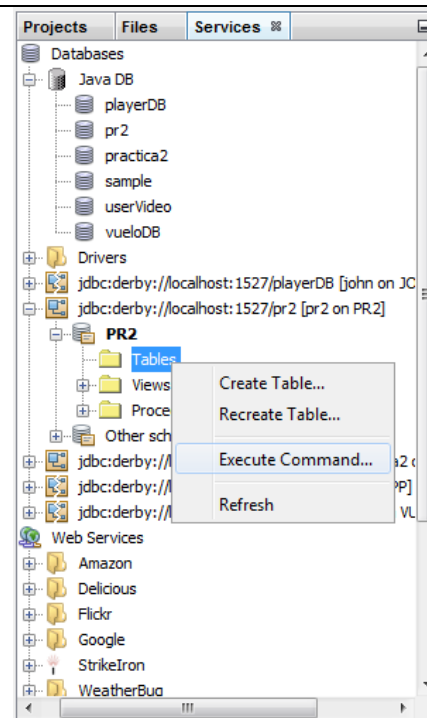 Projects Files Services
Databases
Java DB
playerDB
pr2
practica2
sample
userVideo
vueloDB
Drivers
jdbc:derby://localhost:1527/playerDB [john on JO
jdbc:derby://localhost:1527/pr2 [pr2 on PR2]
PR2
Tables
Create Table...
Views
Recreate Table...
Proce
Other sch
Execute Command...
jdbc:derby://l
a2 o
jdbc:derby://l
PP]
Refresh
jdbc:derby://l
VU
Web Services
Amazon
Delicious
Flickr
Google
StrikeIron
WeatherBug